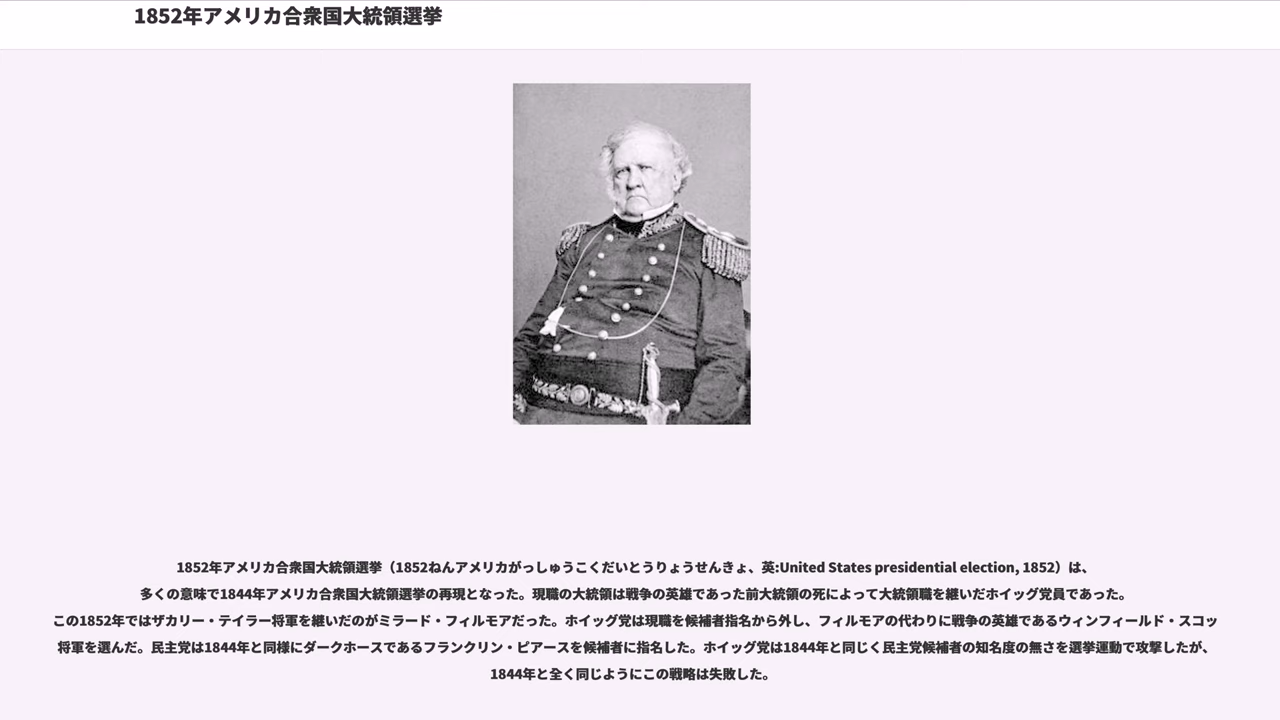 1852年アメリカ合衆国大統領選挙
1852年アメリカ合衆国大統領選挙（1852ねんアメリカがっしゅうこくだいとうりょうせんきょ、英:United States presidential election, 1852）は、
多くの意味で1844年アメリカ合衆国大統領選挙の再現となった。現職の大統領は戦争の英雄であった前大統領の死によって大統領職を継いだホイッグ党員であった。
この1852年ではザカリー・テイラー将軍を継いだのがミラード・フィルモアだった。ホイッグ党は現職を候補者指名から外し、フィルモアの代わりに戦争の英雄であるウィンフィールド・スコッ
将軍を選んだ。民主党は1844年と同様にダークホースであるフランクリン・ピアースを候補者に指名した。ホイッグ党は1844年と同じく民主党候補者の知名度の無さを選挙運動で攻撃したが、
1844年と全く同じようにこの戦略は失敗した。